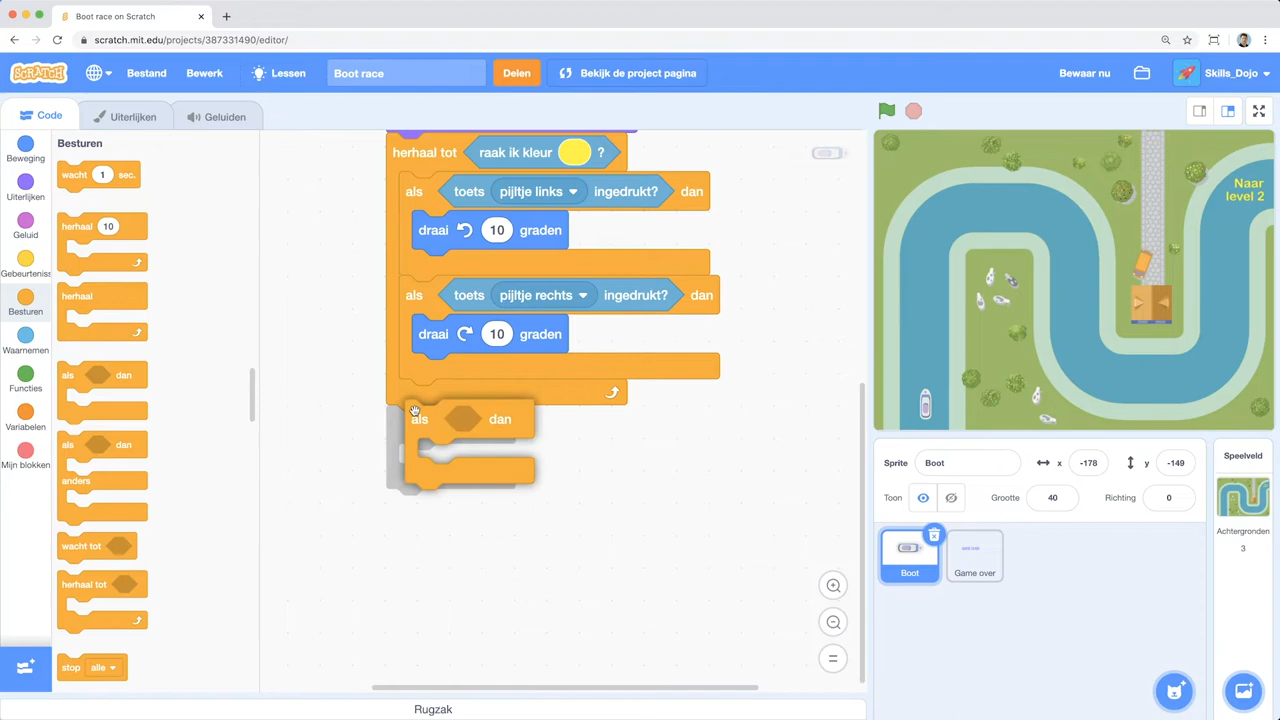 Boot race on Scratch
scratch.mit.edu/projects/387331490/editor/
SCRATCH
Bestand
Bewerk
Lessen
Boot race
Delen
Bekijk de project pagina
Bewaar nu
Skills_Dojo
Code
Uiterlijken
Geluiden
Beweging
Uiterlijken
Geluid
Gebeurteniss
Besturen
Waarnemen
Functies
Variabelen
Mijn blokken
Besturen
wacht 1 sec.
herhaal 10
herhaal
als dan
als dan
anders
wacht tot
herhaal tot
stop alle
herhaal tot raak ik kleur ?
als toets pijltje links ingedrukt? dan
draai 10 graden
als toets pijltje rechts ingedrukt? dan
draai 10 graden
als dan
Naar
level 2
Sprite Boot x -178 y -149
Toon Grootte 40 Richting 0
Boot
Game over
Speelveld
Achtergronden
3
Rugzak